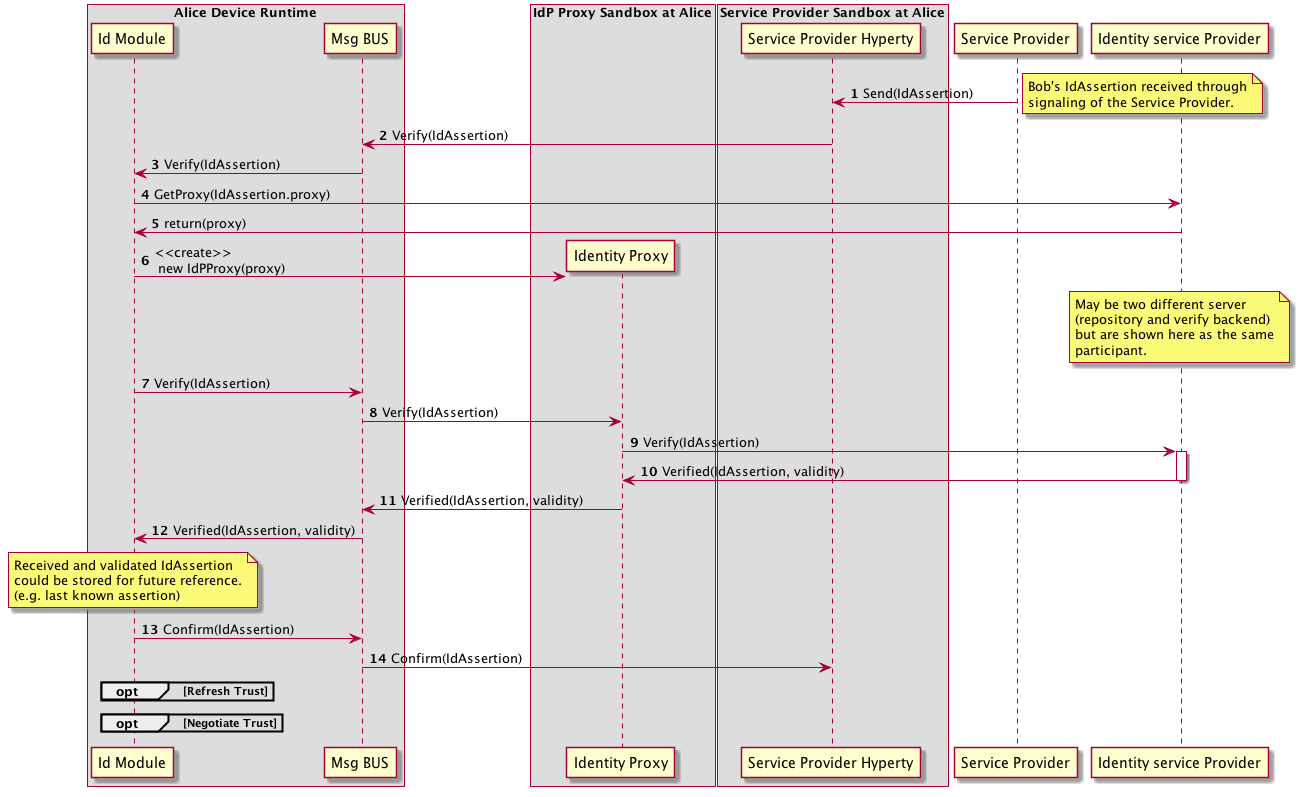 Alice Device Runtime
IdP Proxy Sandbox at Alice
Service Provider Sandbox at Alice
Id Module
Msg BUS
Service Provider Hyperty
Service Provider
Identity service Provider
Bob's IdAssertion received through
signaling of the Service Provider.
1 Send(IdAssertion)
2 Verify(IdAssertion)
3 Verify(IdAssertion)
4 GetProxy(IdAssertion.proxy)
5 return(proxy)
6 <<create>>
new IdPProxy(proxy)
Identity Proxy
May be two different server
(repository and verify backend)
but are shown here as the same
participant.
7 Verify(IdAssertion)
8 Verify(IdAssertion)
9 Verify(IdAssertion)
10 Verified(IdAssertion, validity)
11 Verified(IdAssertion, validity)
12 Verified(IdAssertion, validity)
Received and validated IdAssertion
could be stored for future reference.
(e.g. last known assertion)
13 Confirm(IdAssertion)
14 Confirm(IdAssertion)
opt [Refresh Trust]
opt [Negotiate Trust]
Id Module
Msg BUS
Identity Proxy
Service Provider Hyperty
Service Provider
Identity service Provider